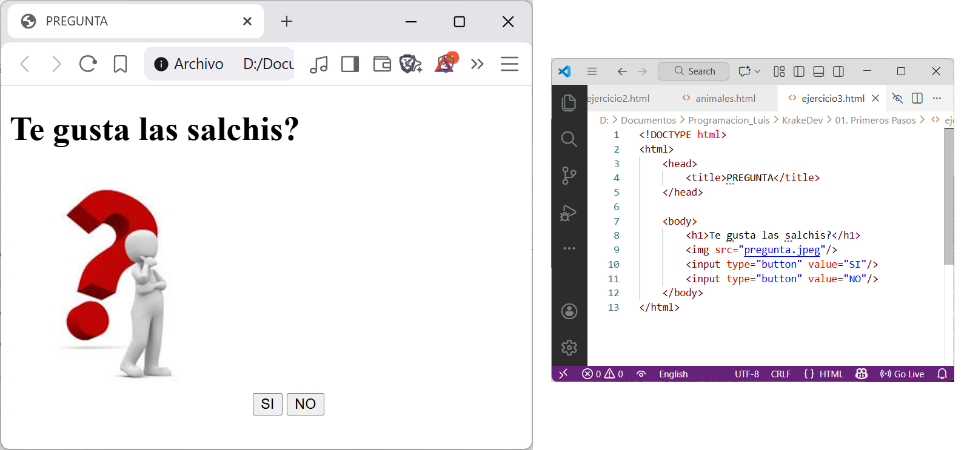 PREGUNTA
Archivo D:/Docu
Te gusta las salchis?
SI NO
Search
ejercicio2.html animales.html ejercicio3.html
D: > Documentos > Programacion_Luis > KrakeDev > 01. Primeros Pasos > eje
1 <!DOCTYPE html>
2 <html>
3 <head>
4 <title>PREGUNTA</title>
5 </head>
6
7 <body>
8 <h1>Te gusta las salchis?</h1>
9 <img src="pregunta.jpeg"/>
10 <input type="button" value="SI"/>
11 <input type="button" value="NO"/>
12 </body>
13 </html>
0 0 English UTF-8 CRLF { } HTML Go Live